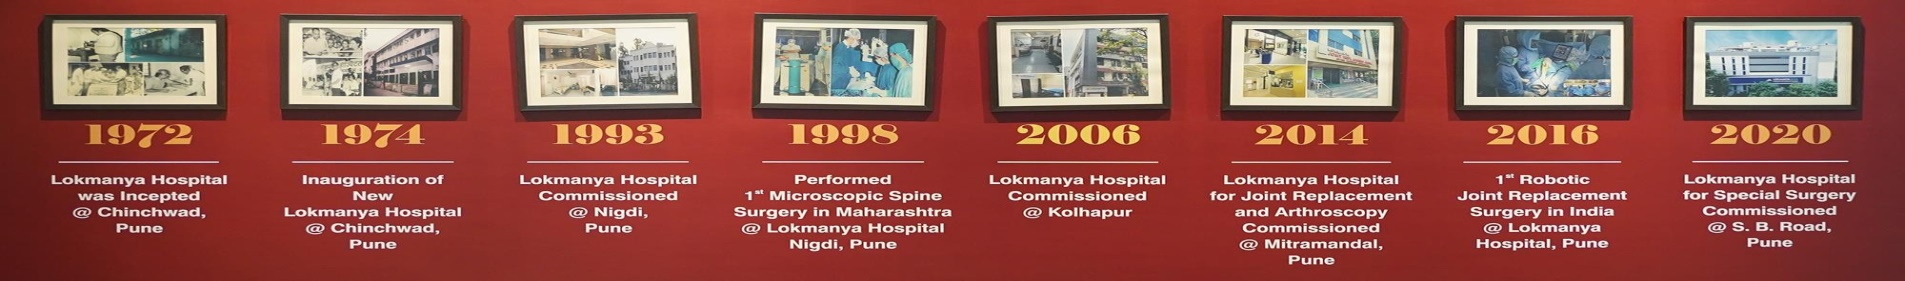 1972
Lokmanya Hospital
was Incepted
@ Chinchwad,
Pune
1974
Inauguration of
New
Lokmanya Hospital
@ Chinchwad,
Pune
1993
Lokmanya Hospital
Commissioned
@ Nigdi,
Pune
1998
Performed
1st Microscopic Spine
Surgery in Maharashtra
@ Lokmanya Hospital
Nigdi, Pune
2006
Lokmanya Hospital
Commissioned
@ Kolhapur
2014
Lokmanya Hospital
for Joint Replacement
and Arthroscopy
Commissioned
@ Mitramandal,
Pune
2016
1st Robotic
Joint Replacement
Surgery in India
@ Lokmanya
Hospital, Pune
2020
Lokmanya Hospital
for Special Surgery
Commissioned
@ S. B. Road,
Pune